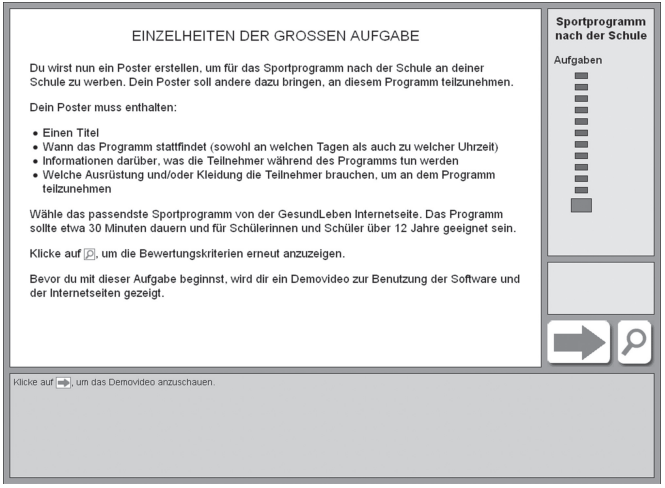 EINZELHEITEN DER GROSSEN AUFGABE
Du wirst nun ein Poster erstellen, um für das Sportprogramm nach der Schule an deiner
Schule zu werben. Dein Poster soll andere dazu bringen, an diesem Programm teilzunehmen.
Dein Poster muss enthalten:
• Einen Titel
• Wann das Programm stattfindet (sowohl an welchen Tagen als auch zu welcher Uhrzeit)
• Informationen darüber, was die Teilnehmer während des Programms tun werden
• Welche Ausrüstung und/oder Kleidung die Teilnehmer brauchen, um an dem Programm
teilzunehmen
Wähle das passendste Sportprogramm von der GesundLeben Internetseite. Das Programm
sollte etwa 30 Minuten dauern und für Schülerinnen und Schüler über 12 Jahre geeignet sein.
Klicke auf , um die Bewertungskriterien erneut anzuzeigen.
Bevor du mit dieser Aufgabe beginnst, wird dir ein Demovideo zur Benutzung der Software und
der Internetseiten gezeigt.
Sportprogramm
nach der Schule
Aufgaben
Klicke auf , um das Demovideo anzuschauen.